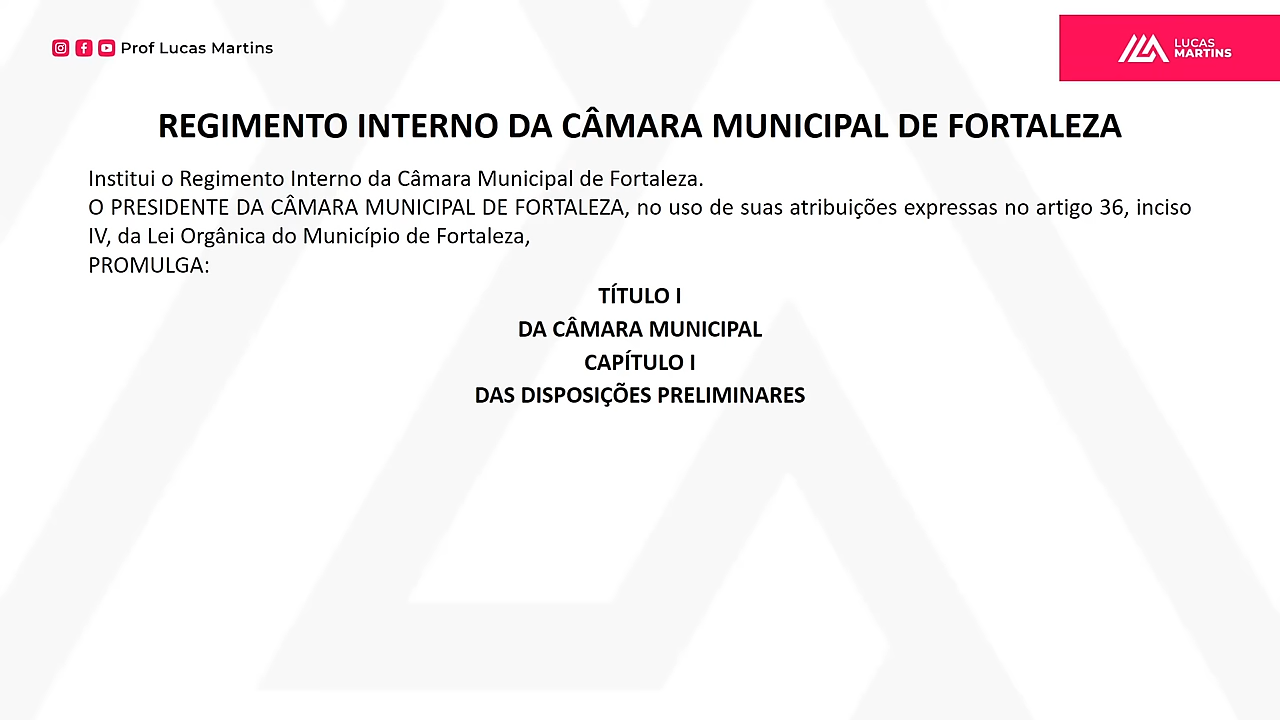 Prof Lucas Martins
LUCAS
MARTINS
REGIMENTO INTERNO DA CÂMARA MUNICIPAL DE FORTALEZA
Institui o Regimento Interno da Câmara Municipal de Fortaleza.
O PRESIDENTE DA CÂMARA MUNICIPAL DE FORTALEZA, no uso de suas atribuições expressas no artigo 36, inciso
IV, da Lei Orgânica do Município de Fortaleza,
PROMULGA:
TÍTULO I
DA CÂMARA MUNICIPAL
CAPÍTULO I
DAS DISPOSIÇÕES PRELIMINARES